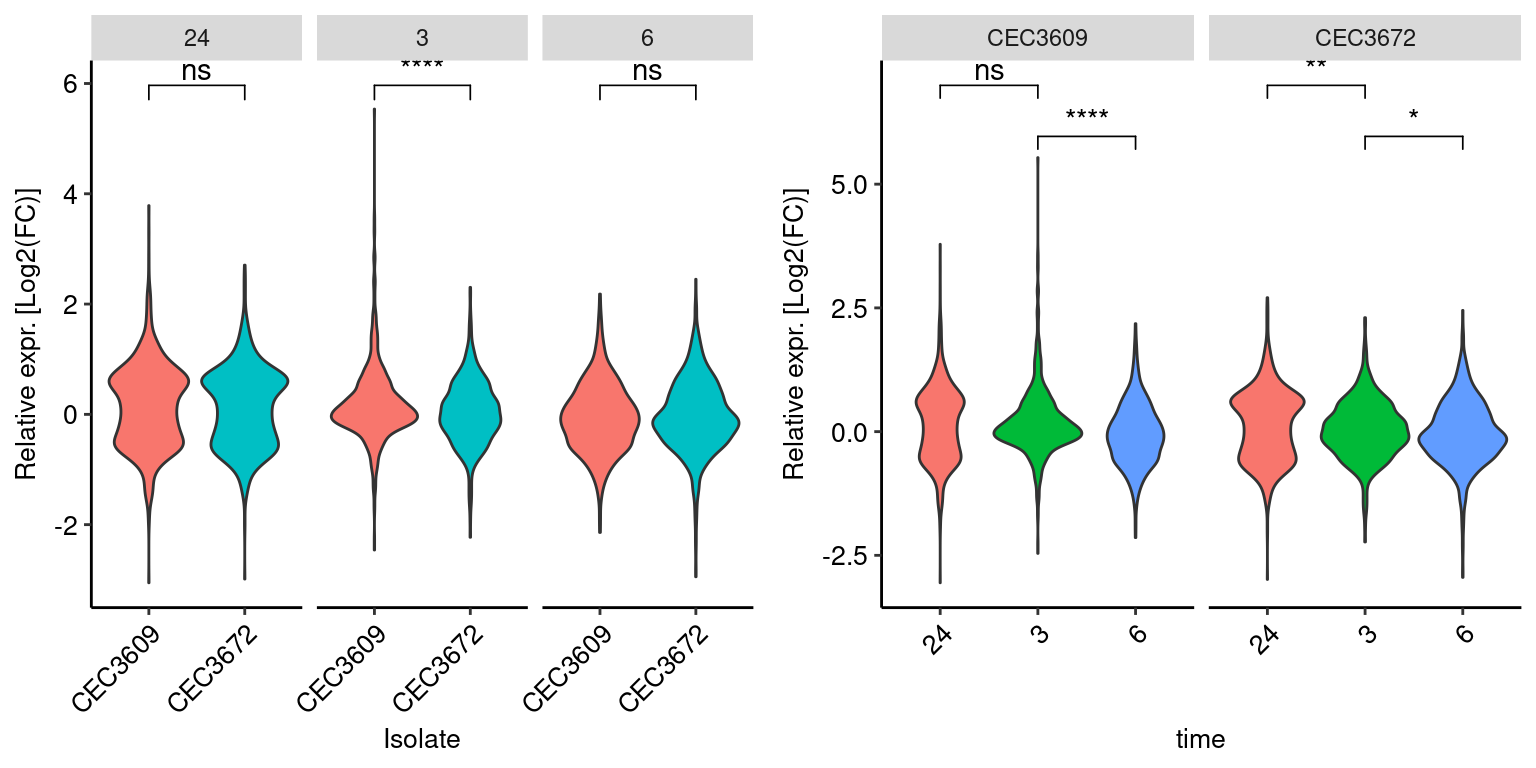 24 3 6
ns **** ns
6
4
2
0
-2
Relative expr. [Log2(FC)]
CEC3609 CEC3672 CEC3609 CEC3672 CEC3609 CEC3672
Isolate
CEC3609 CEC3672
ns **
**** *
5.0
2.5
0.0
-2.5
Relative expr. [Log2(FC)]
24 3 6 24 3 6
time